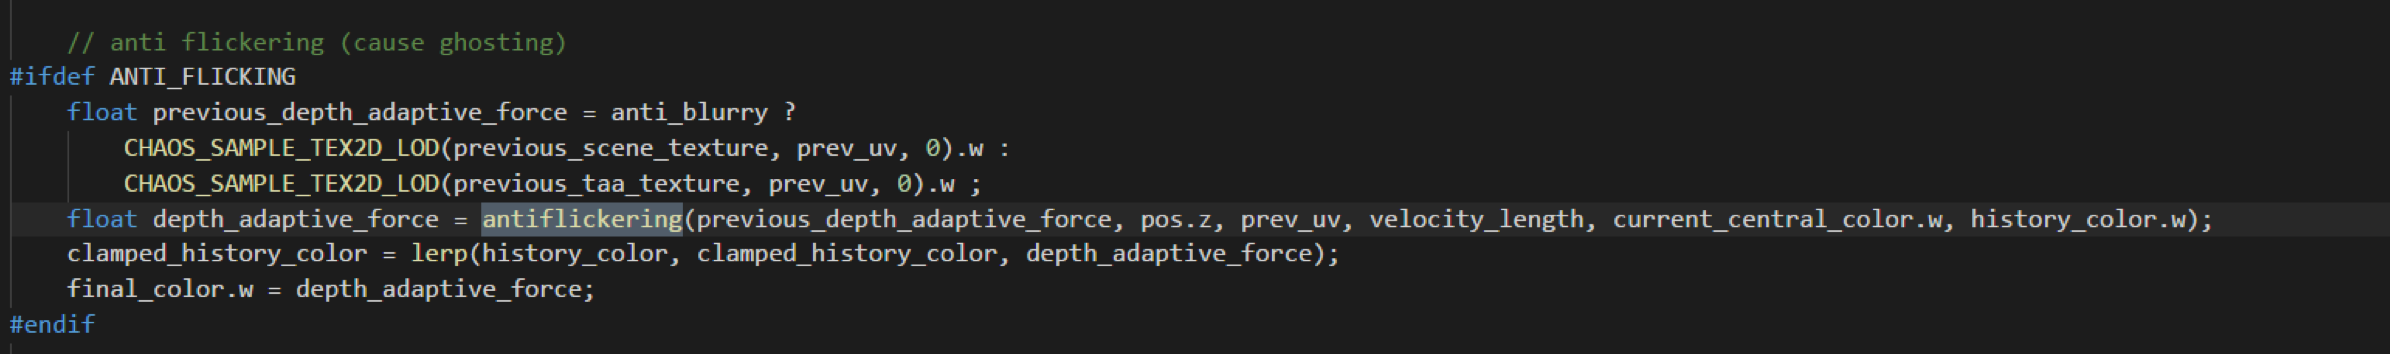 // anti flickering (cause ghosting)
#ifdef ANTI_FLICKING
float previous_depth_adaptive_force = anti_blurry ?
CHAOS_SAMPLE_TEX2D_LOD(previous_scene_texture, prev_uv, 0).w :
CHAOS_SAMPLE_TEX2D_LOD(previous_taa_texture, prev_uv, 0).w ;
float depth_adaptive_force = antiflickering(previous_depth_adaptive_force, pos.z, prev_uv, velocity_length, current_central_color.w, history_color.w);
clamped_history_color = lerp(history_color, clamped_history_color, depth_adaptive_force);
final_color.w = depth_adaptive_force;
#endif